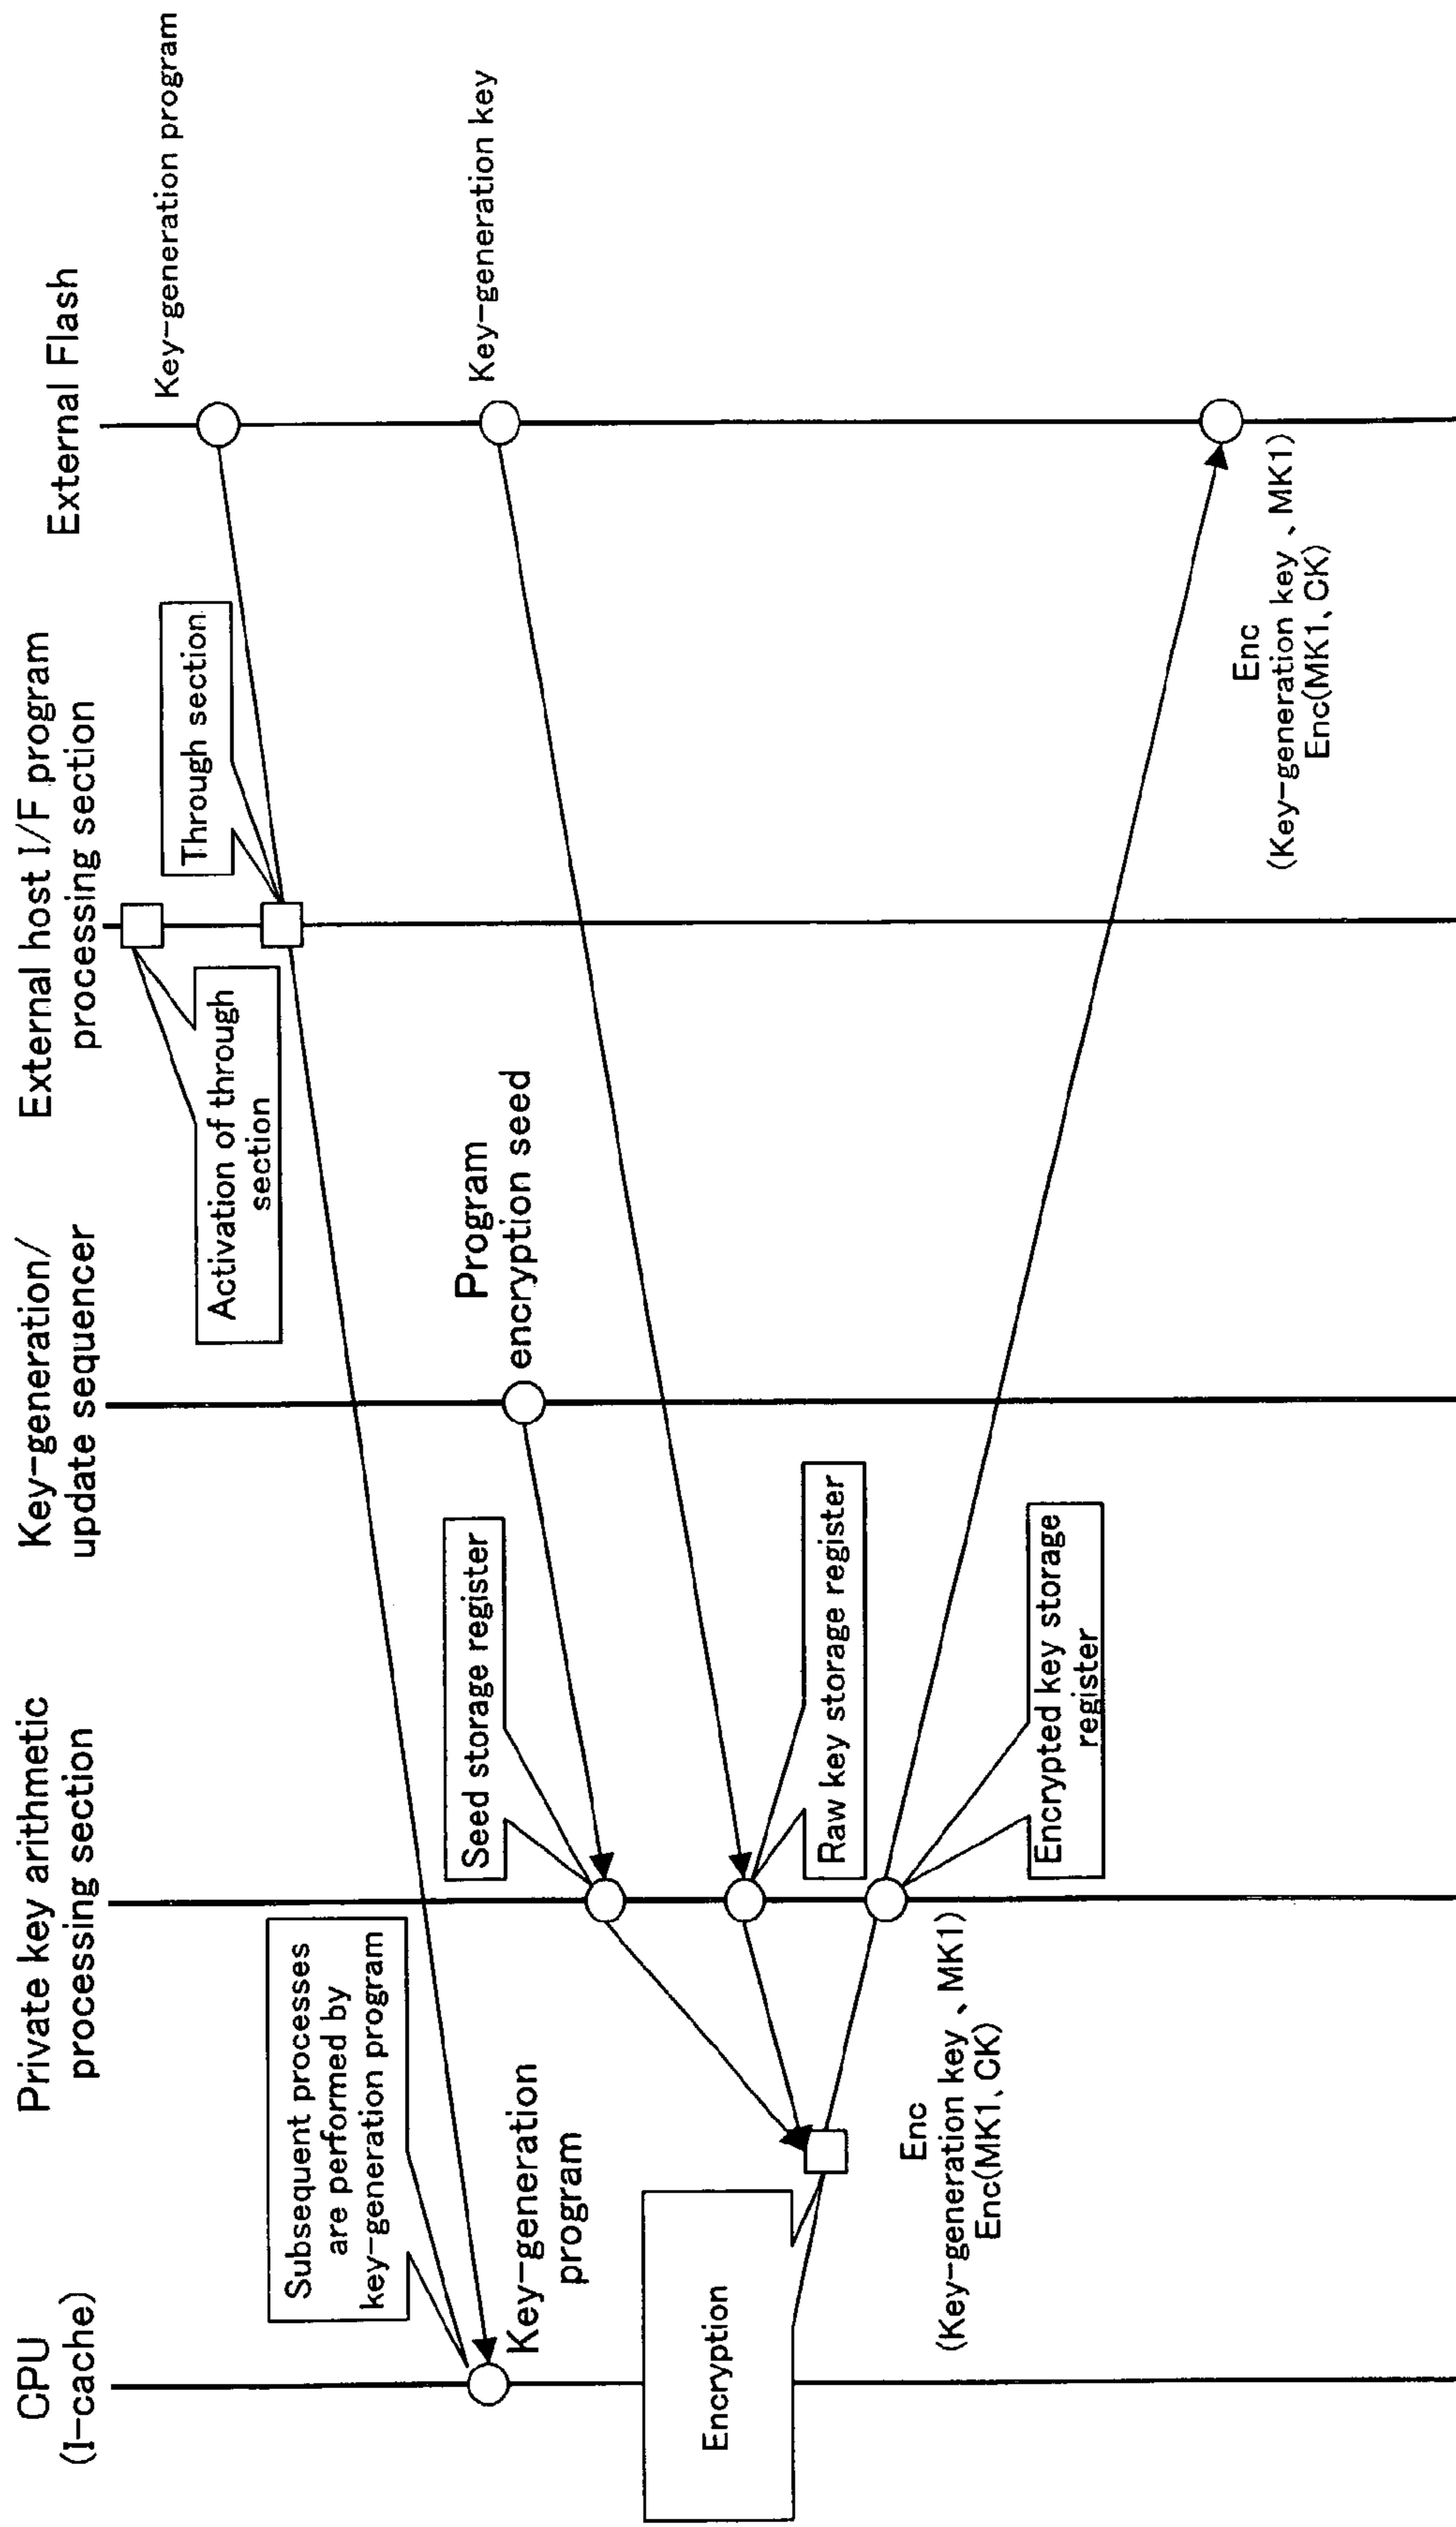 CPU
(I-cache)
Private key arithmetic
processing section
Key-generation/
update sequencer
External host I/F program
processing section
External Flash
Activation of through
section
Through section
Key-generation program
Subsequent processes
are performed by
key-generation program
Key-generation
program
Seed storage register
Program
encryption seed
Key-generation key
Encryption
Raw key storage register
Enc
(Key-generation key、MK1)
Enc(MK1、CK)
Encrypted key storage
register
Enc
(Key-generation key、MK1)
Enc(MK1、CK)